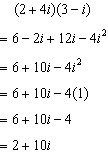 (2 + 4i)(3 − i)
= 6 − 2i + 12i − 4i²
= 6 + 10i − 4i²
= 6 + 10i − 4(1)
= 6 + 10i − 4
= 2 + 10i